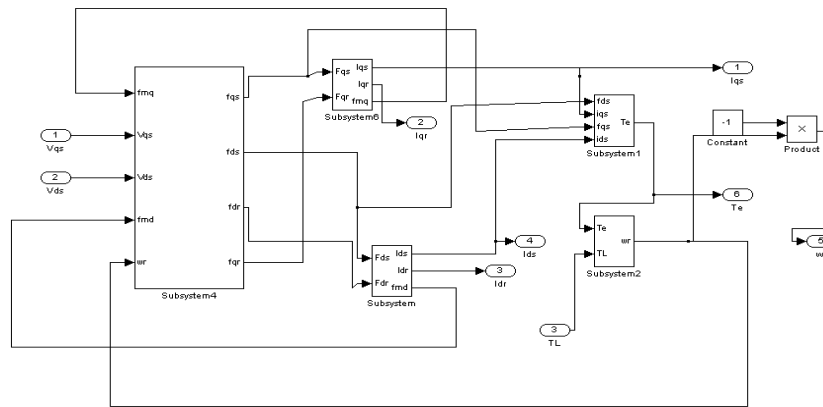 fmq
Vqs
Vds
fmd
wr
fqs
fds
fdr
fqr
Subsystem4
1
Vqs
2
Vds
Fqs
Fqr
Iqs
Iqr
fmq
Subsystem6
2
Iqr
Fds
Fdr
Ids
Idr
fmd
Subsystem
4
Ids
3
Idr
1
Iqs
fds
iqs
fqs
ids
Te
Subsystem1
-1
Constant
×
Product
6
Te
Te
TL
wr
Subsystem2
3
TL
5
w